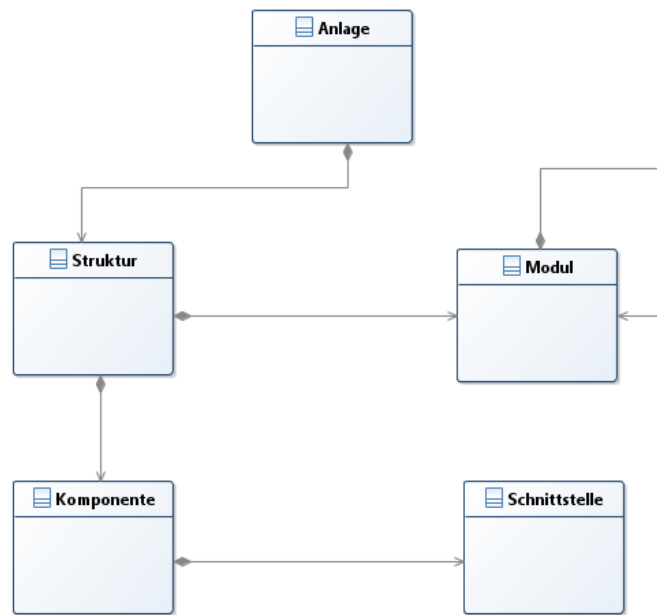 Anlage
Struktur
Modul
Komponente
Schnittstelle